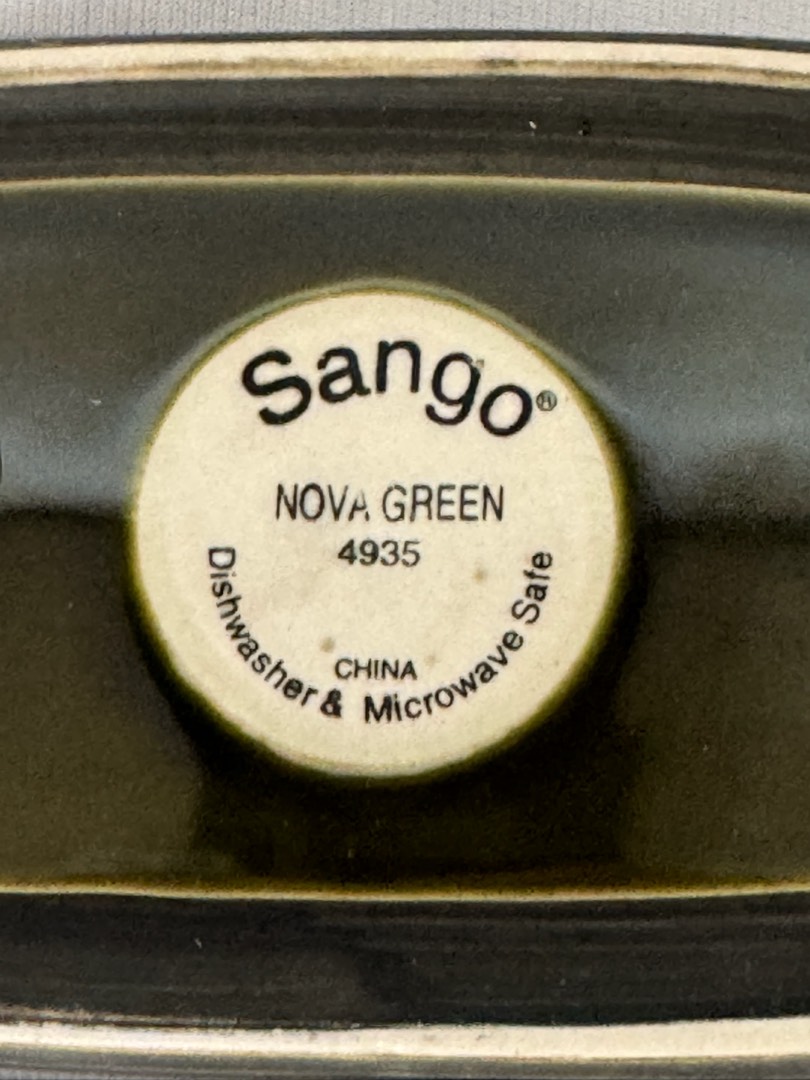 Sango®
NOVA GREEN
4935
CHINA
Dishwasher & Microwave Safe